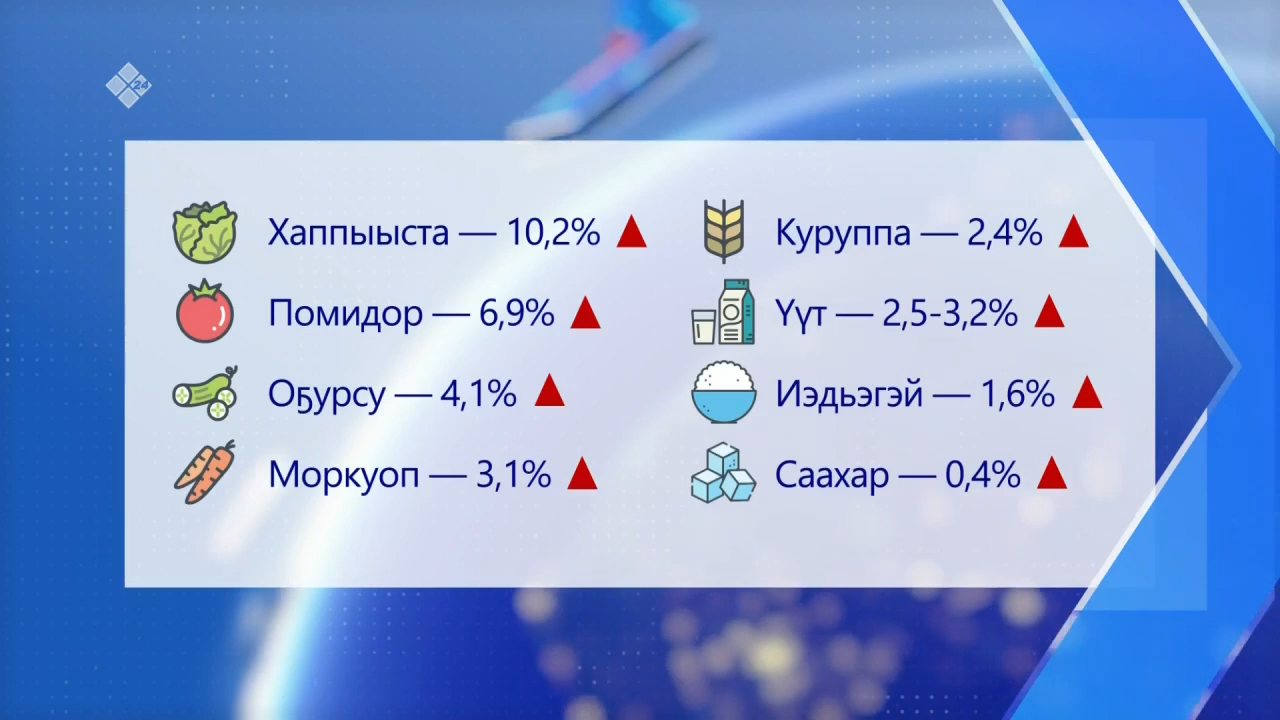 Х24
Хаппыыста — 10,2%
Помидор — 6,9%
Оҕурсу — 4,1%
Моркуоп — 3,1%
Куруппа — 2,4%
Үүт — 2,5-3,2%
Иэдьэгэй — 1,6%
Саахар — 0,4%